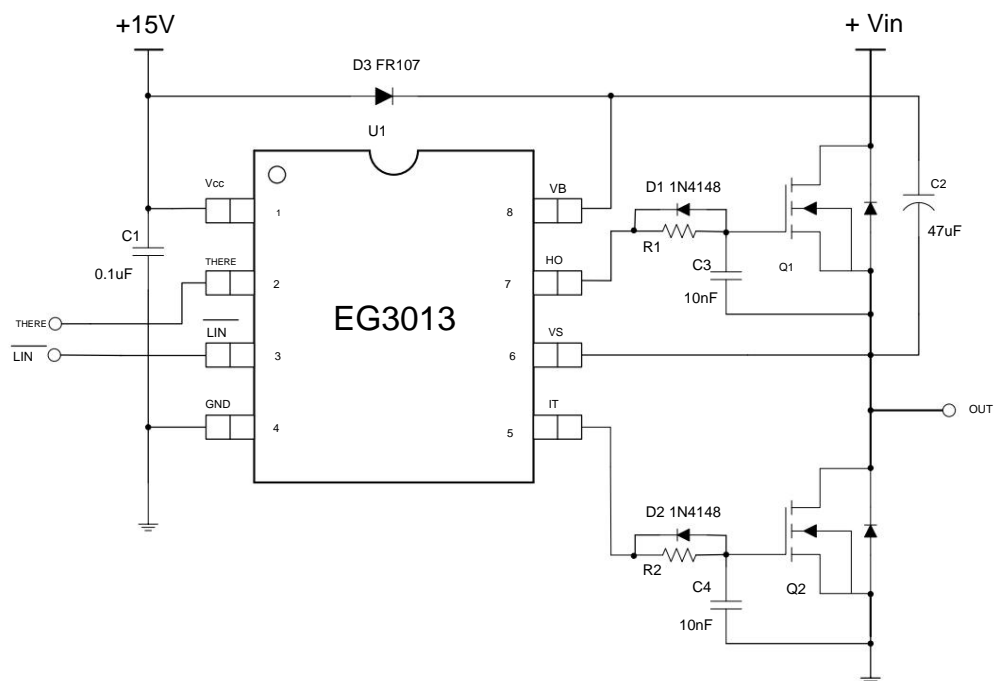 +15V
+ Vin
D3 FR107
U1
Vcc
1
VB
8
D1 1N4148
C2
47uF
C1
0.1uF
R1
THERE
2
HO
7
C3
10nF
Q1
EG3013
THERE
LIN
3
VS
6
LIN
GND
4
IT
5
OUT
D2 1N4148
R2
C4
10nF
Q2